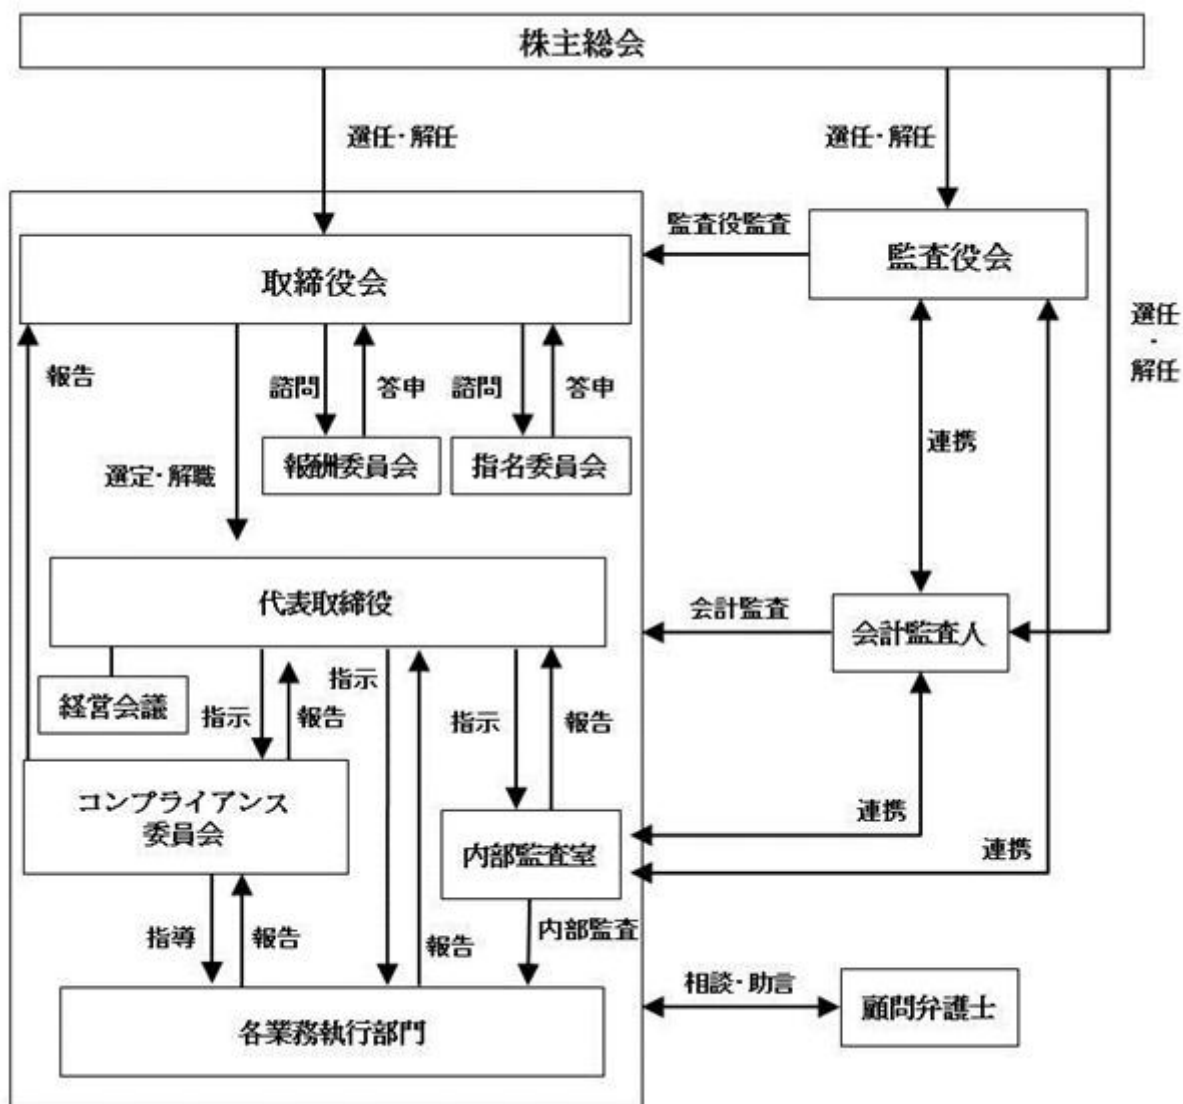 株主総会
選任・解任
選任・解任
選任
・
解任
監査役監査
監査役会
取締役会
報告
諮問
答申
諮問
答申
報酬委員会
指名委員会
選定・解職
連携
代表取締役
会計監査
会計監査人
経営会議
指示
報告
指示
指示
報告
コンプライアンス
委員会
内部監査室
連携
連携
指導
報告
報告
内部監査
各業務執行部門
相談・助言
顧問弁護士